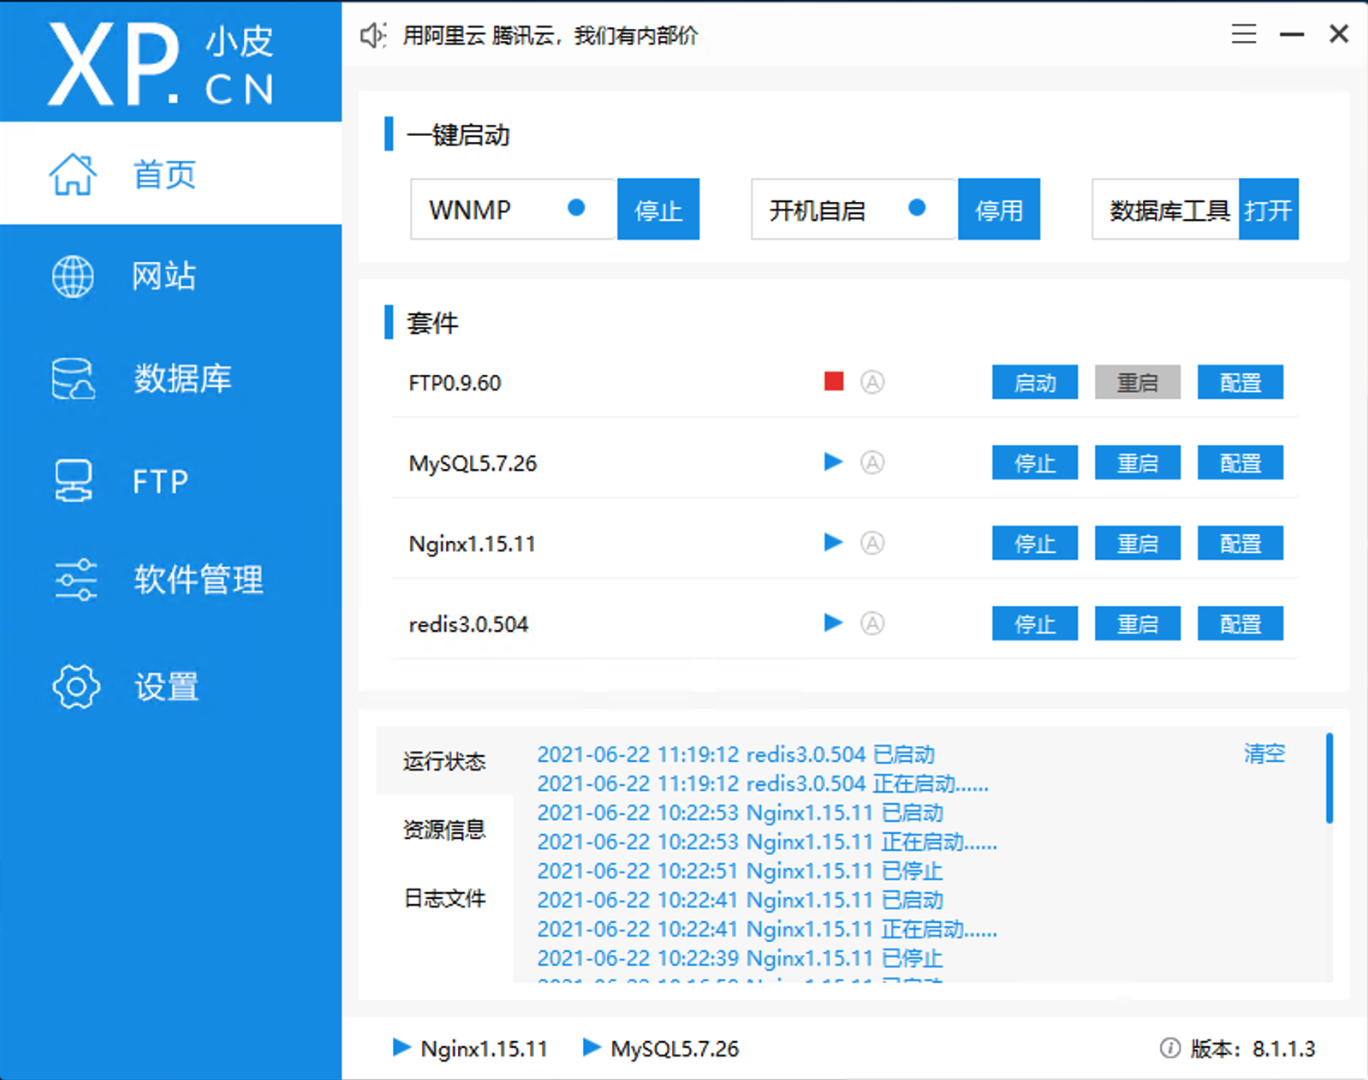 XP. 小皮 CN
用阿里云 腾讯云，我们有内部价
首页
网站
数据库
FTP
软件管理
设置
一键启动
WNMP 停止 开机自启 停用 数据库工具 打开
套件
FTP0.9.60 A 启动 重启 配置
MySQL5.7.26 A 停止 重启 配置
Nginx1.15.11 A 停止 重启 配置
redis3.0.504 A 停止 重启 配置
运行状态
资源信息
日志文件
2021-06-22 11:19:12 redis3.0.504 已启动 清空
2021-06-22 11:19:12 redis3.0.504 正在启动......
2021-06-22 10:22:53 Nginx1.15.11 已启动
2021-06-22 10:22:53 Nginx1.15.11 正在启动......
2021-06-22 10:22:51 Nginx1.15.11 已停止
2021-06-22 10:22:41 Nginx1.15.11 已启动
2021-06-22 10:22:41 Nginx1.15.11 正在启动......
2021-06-22 10:22:39 Nginx1.15.11 已停止
Nginx1.15.11 MySQL5.7.26 版本：8.1.1.3